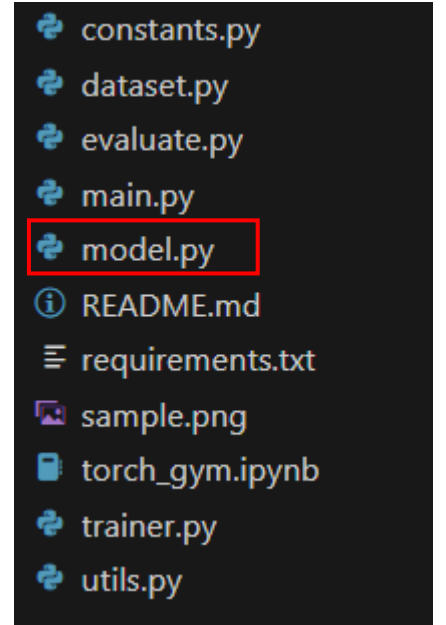 constants.py
dataset.py
evaluate.py
main.py
model.py
README.md
requirements.txt
sample.png
torch_gym.ipynb
trainer.py
utils.py